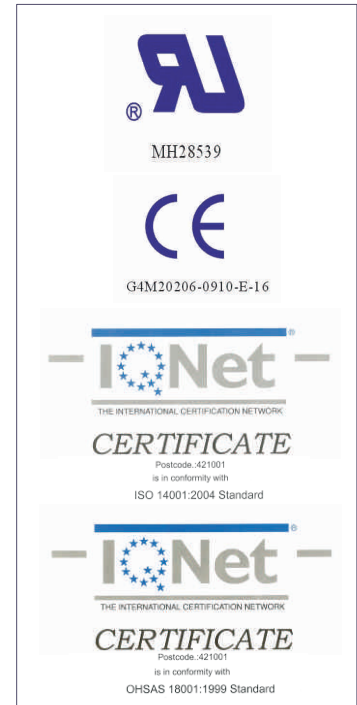 RU
®
MH28539
CE
G4M20206-0910-E-16
®
IQNet
THE INTERNATIONAL CERTIFICATION NETWORK
CERTIFICATE
Postcode.:421001
is in conformity with
ISO 14001:2004 Standard
®
IQNet
THE INTERNATIONAL CERTIFICATION NETWORK
CERTIFICATE
Postcode.:421001
is in conformity with
OHSAS 18001:1999 Standard